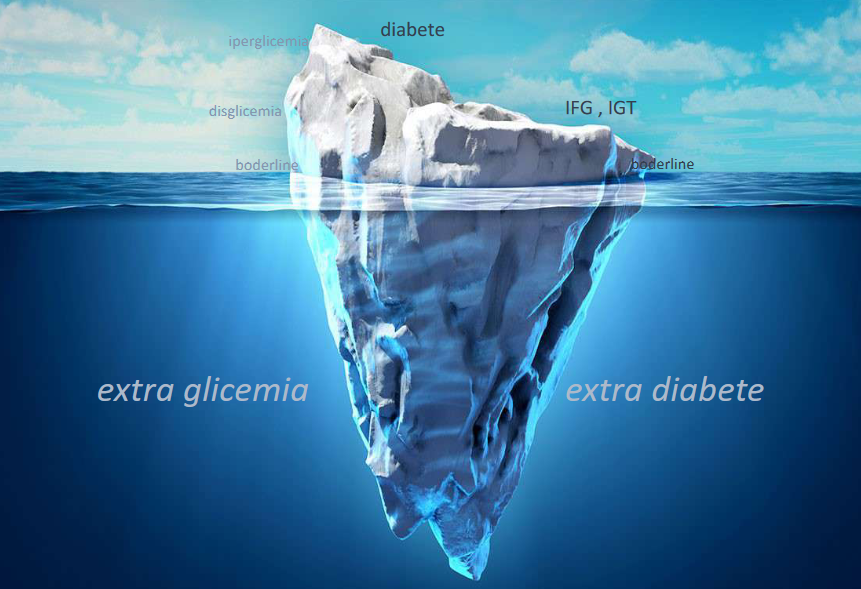 diabete
iperglicemia
IFG , IGT
disglicemia
boderline
boderline
extra glicemia
extra diabete